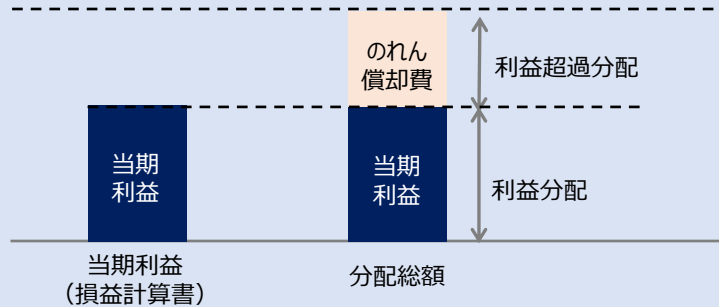 のれん
償却費
利益超過分配
当期
利益
当期
利益
利益分配
当期利益
（損益計算書）
分配総額